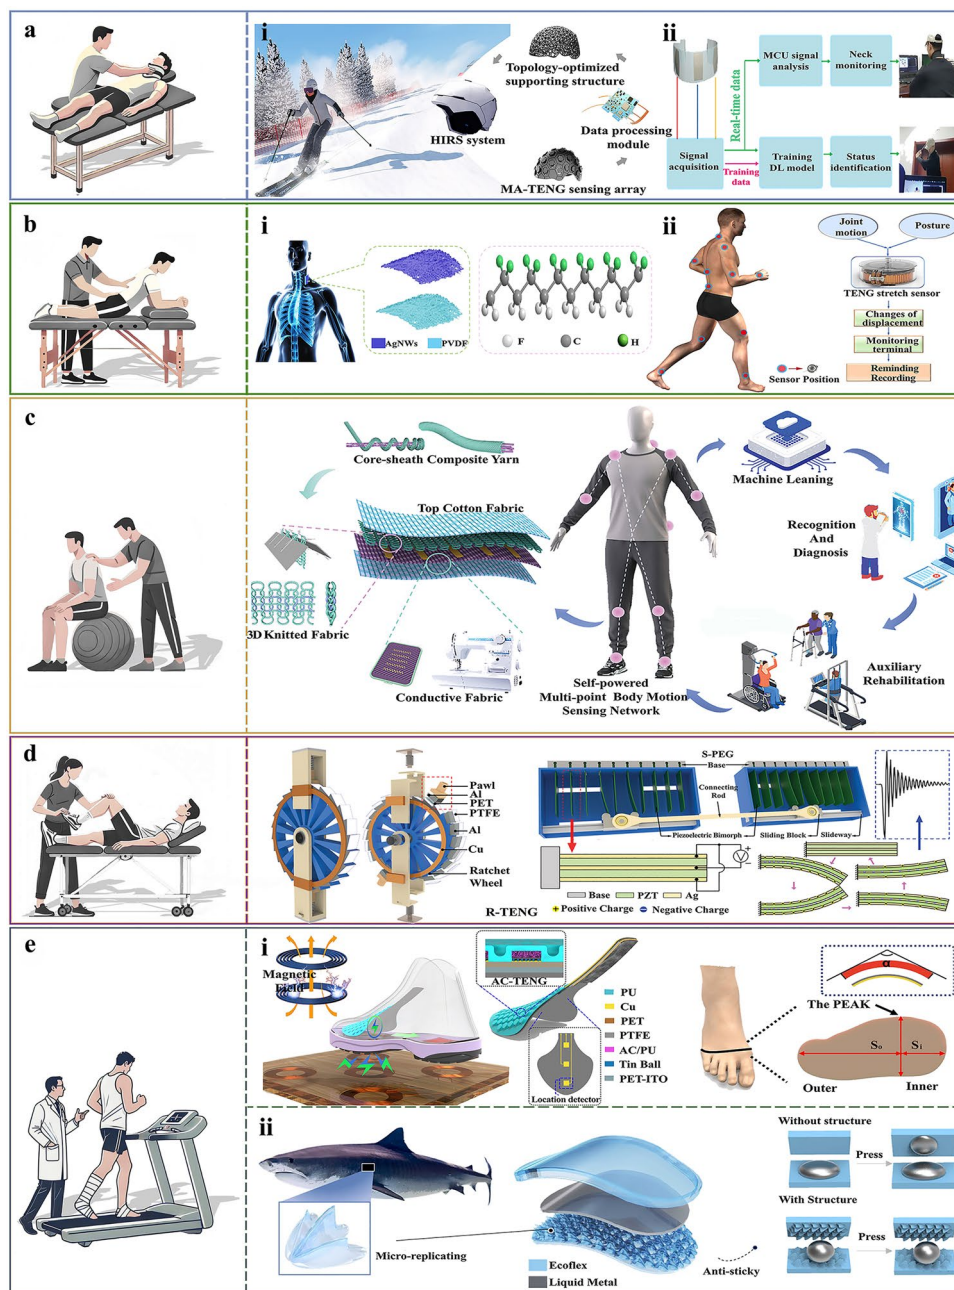 a
i
Topology-optimized
supporting structure
HIRS system
Data processing
module
MA-TENG sensing array
ii
Real-time data
MCU signal
analysis
Neck
monitoring
Signal
acquisition
Training
data
Training
DL model
Status
identification
b
i
AgNWs
PVDF
F
C
H
ii
Sensor Position
Joint
motion
Posture
TENG stretch sensor
Changes of
displacement
Monitoring
terminal
Reminding
Recording
c
Core-sheath Composite Yarn
Top Cotton Fabric
3D Knitted Fabric
Conductive Fabric
Self-powered
Multi-point Body Motion
Sensing Network
Machine Leaning
Recognition
And
Diagnosis
Auxiliary
Rehabilitation
d
Pawl
Al
PET
PTFE
Al
Cu
Ratchet
Wheel
R-TENG
S-PEG
Base
Connecting
Rod
Piezoelectric Bimorph
Sliding Block
Slideway
V
+
Base
PZT
Ag
+
Positive Charge
Negative Charge
e
i
Magnetic
Field
AC-TENG
Location detector
PU
Cu
PET
PTFE
AC/PU
Tin Ball
PET-ITO
α
The PEAK
So
Si
Outer
Inner
ii
Micro-replicating
Ecoflex
Liquid Metal
Anti-sticky
Without structure
Press
With Structure
Press